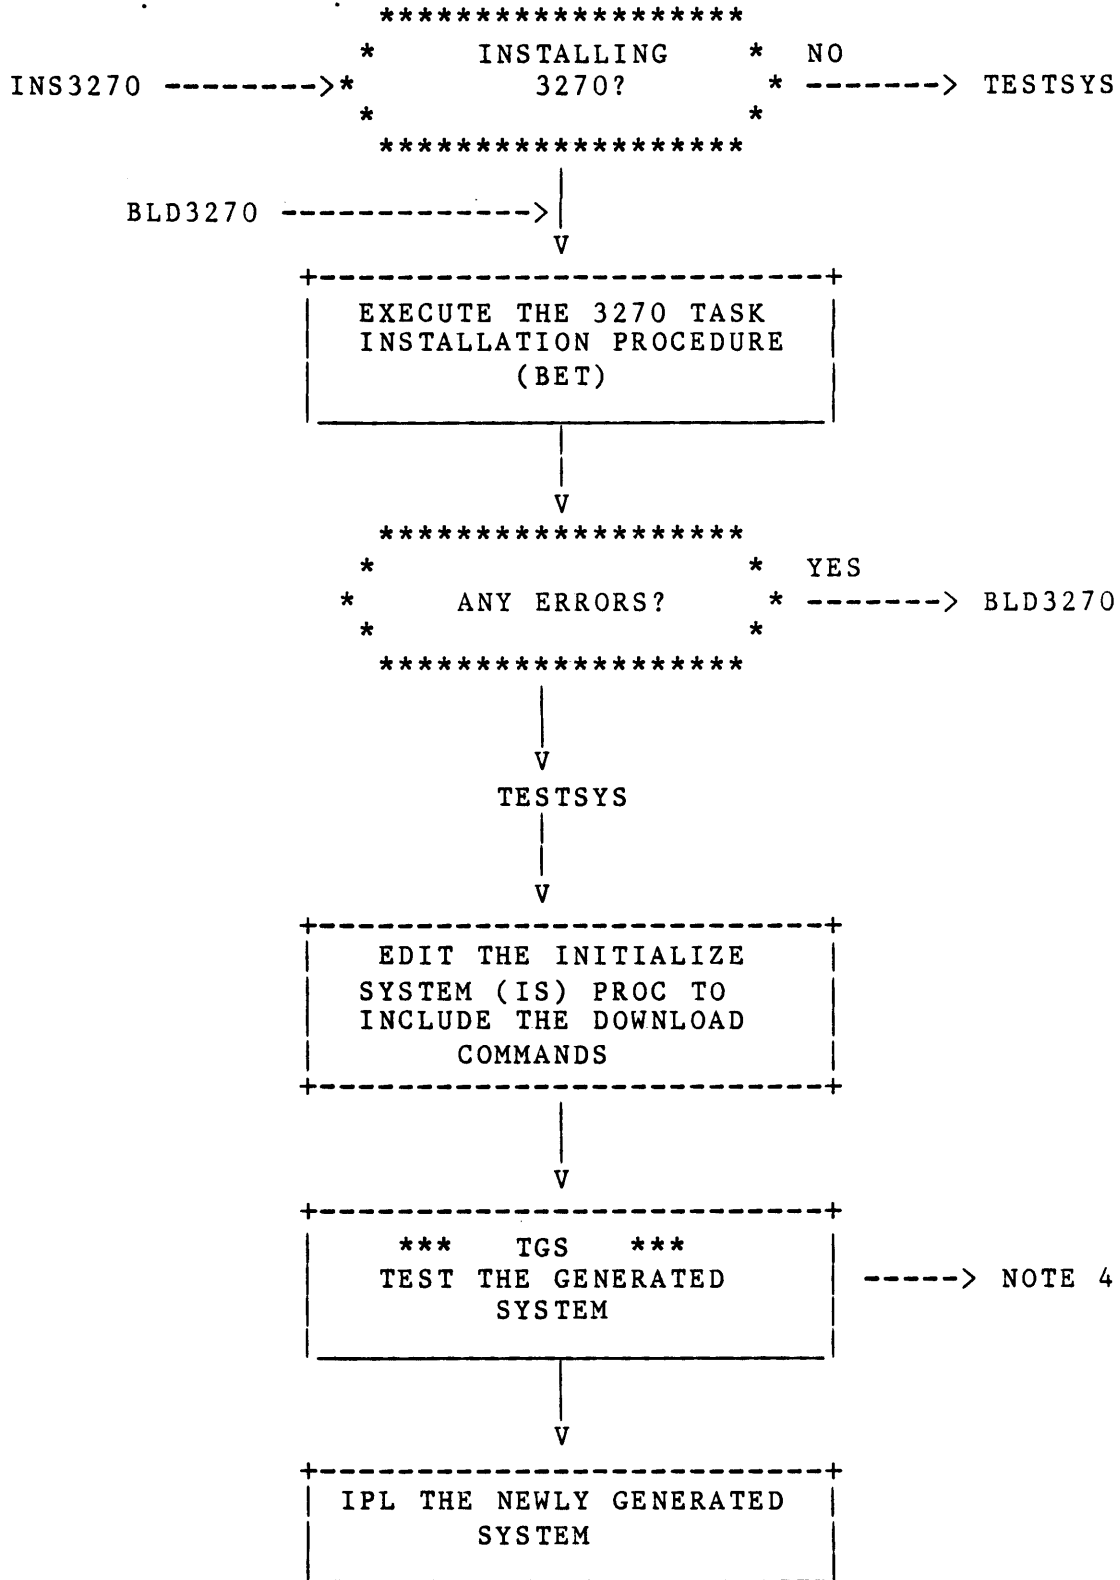 INSTALLING NO
INS3270 --------> 3270? -------> TESTSYS
BLD3270 ------------->
V
EXECUTE THE 3270 TASK
INSTALLATION PROCEDURE
(BET)
V
YES
ANY ERRORS? -------> BLD3270
V
TESTSYS
V
EDIT THE INITIALIZE
SYSTEM (IS) PROC TO
INCLUDE THE DOWNLOAD
COMMANDS
V
*** TGS ***
TEST THE GENERATED -----> NOTE 4
SYSTEM
V
IPL THE NEWLY GENERATED
SYSTEM